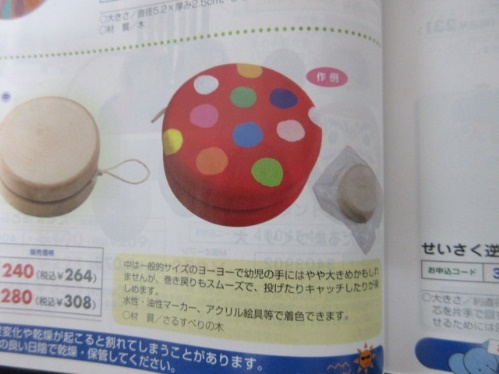 ○大きさ/直径5.2×厚み2.5cm
○材 質/木
作 例
中
販売価格
240(税込¥264)
280(税込¥308)
中は一般的サイズのヨーヨーで幼児の手にはやや大きめかもしれ
ませんが、巻き戻りもスムーズで、投げたりキャッチしたりが楽
しめます。
水性・油性マーカー、アクリル絵具等で着色できます。
○材 質/さるすべりの木
変化や乾燥が起こると割れてしまうことがあります。
の良い日陰で乾燥・保管してください。
せいさく逆
お申込コード 3
○大きさ/
芯を片手で
せるためには